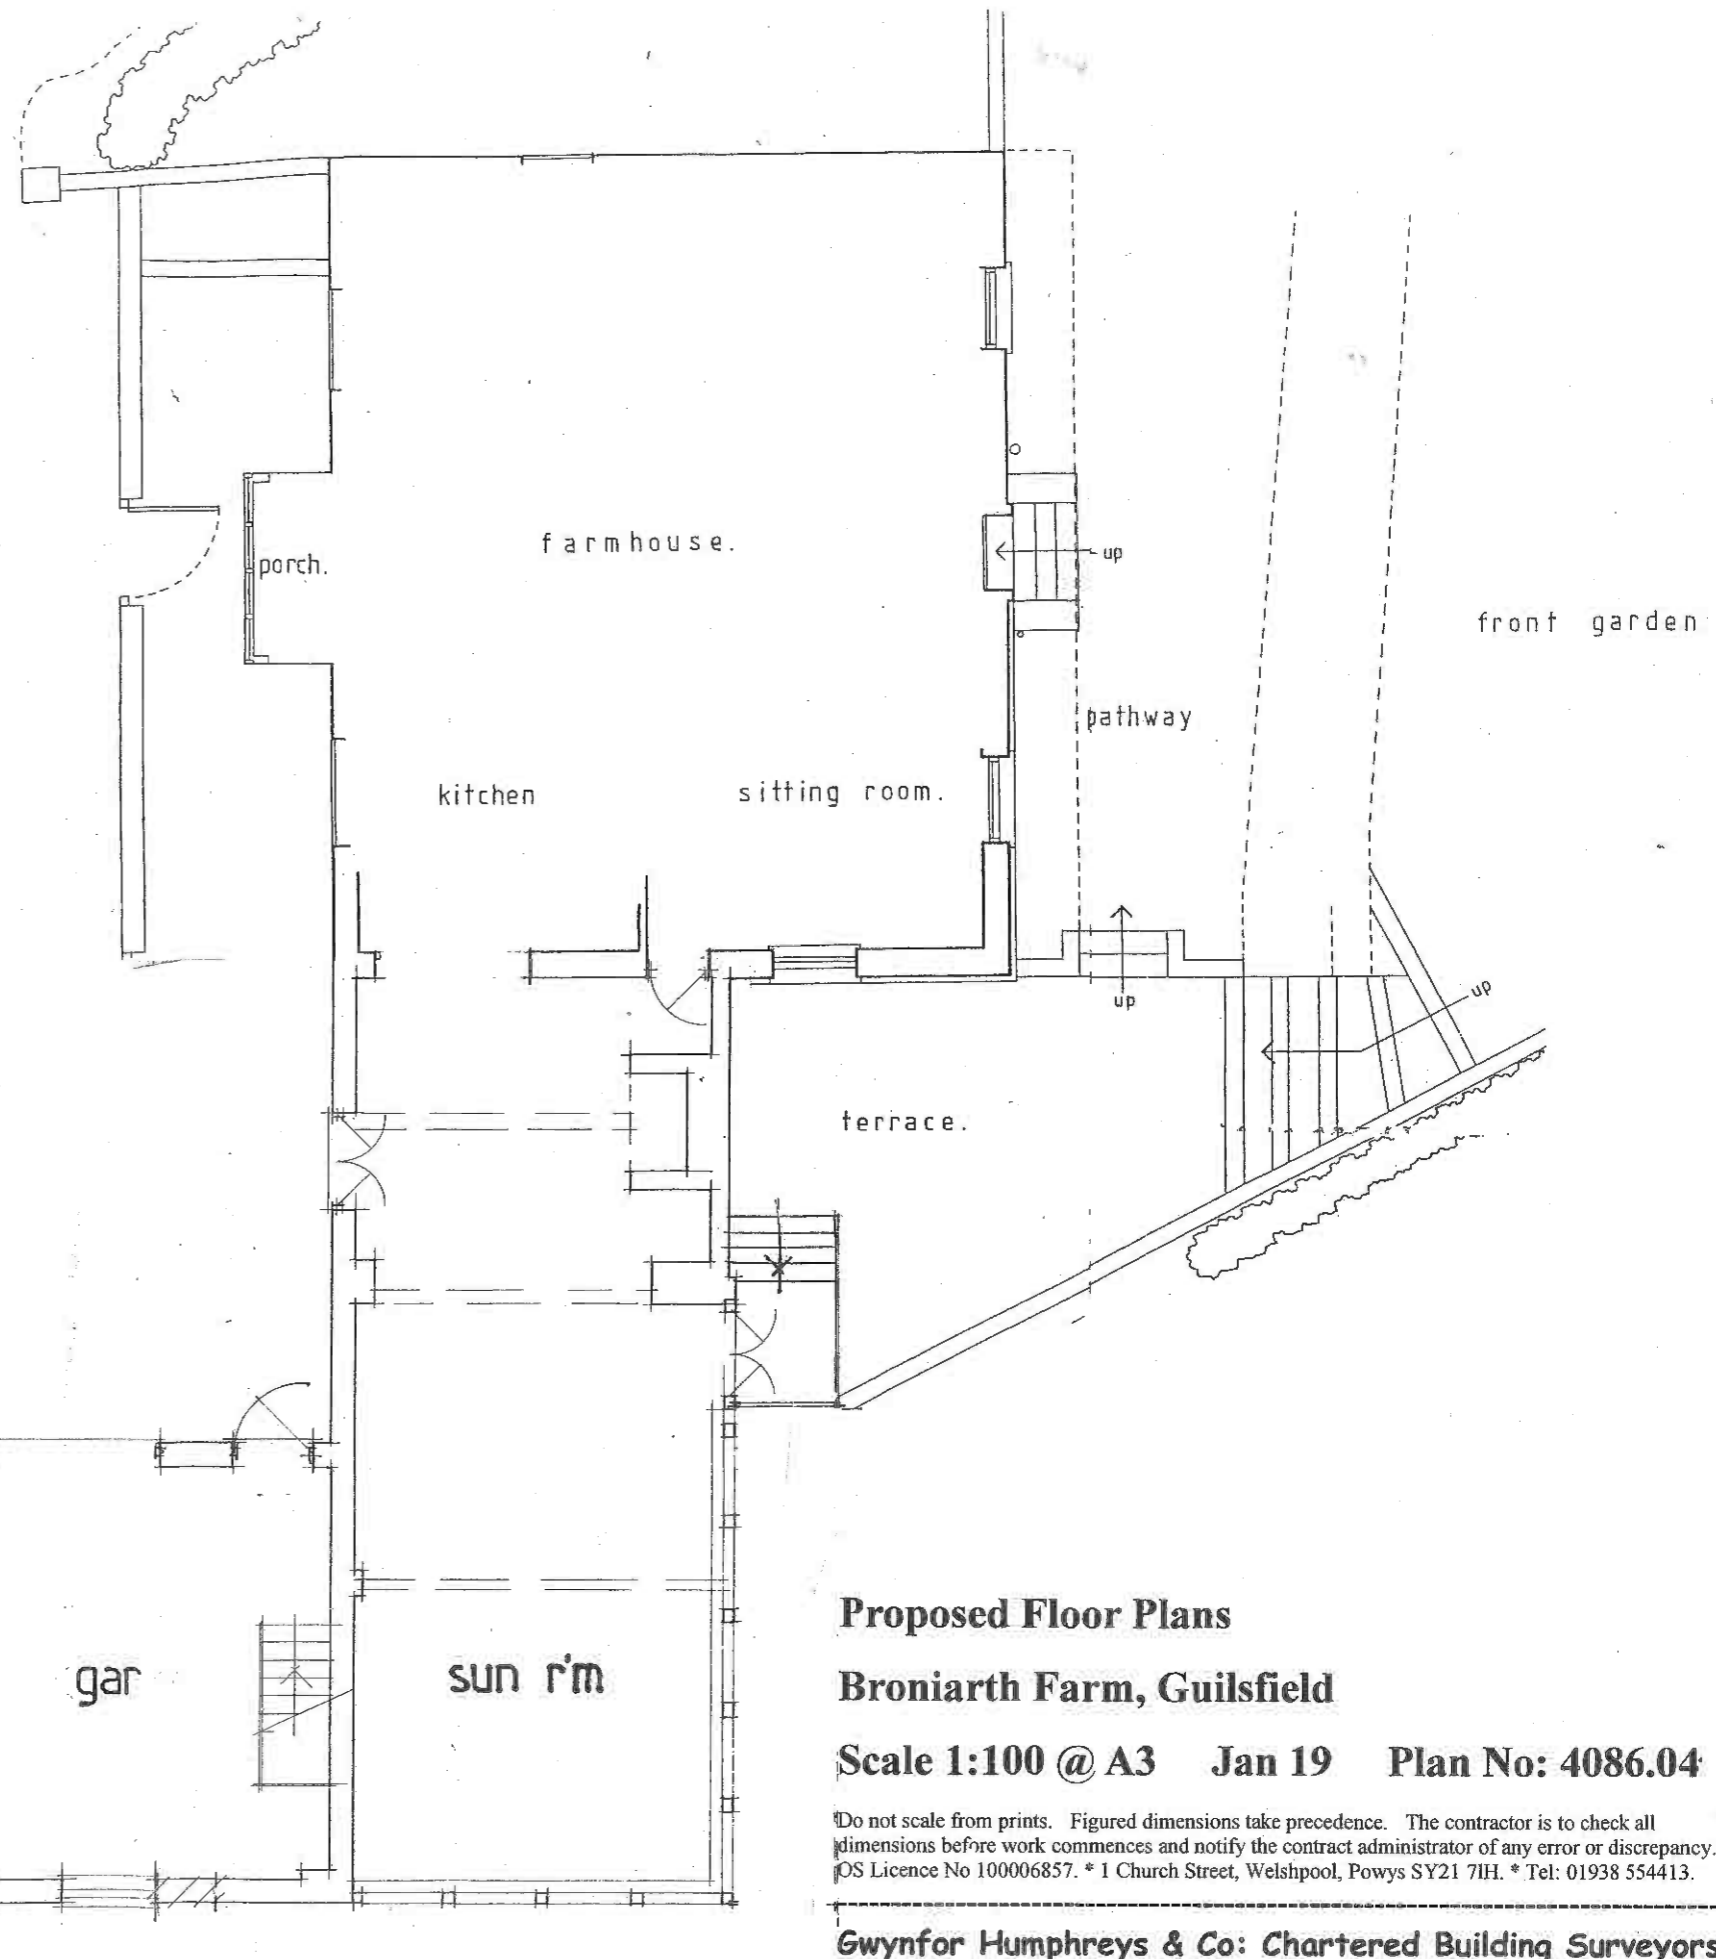 farmhouse.
porch.
up
front garden
pathway
kitchen
sitting room.
up
up
terrace.
gar
sun r'm
Proposed Floor Plans
Broniarth Farm, Guilsfield
Scale 1:100 @ A3 Jan 19 Plan No: 4086.04
Do not scale from prints. Figured dimensions take precedence. The contractor is to check all
dimensions before work commences and notify the contract administrator of any error or discrepancy.
OS Licence No 100006857. * 1 Church Street, Welshpool, Powys SY21 7lH. * Tel: 01938 554413.
Gwynfor Humphreys & Co: Chartered Building Surveyors